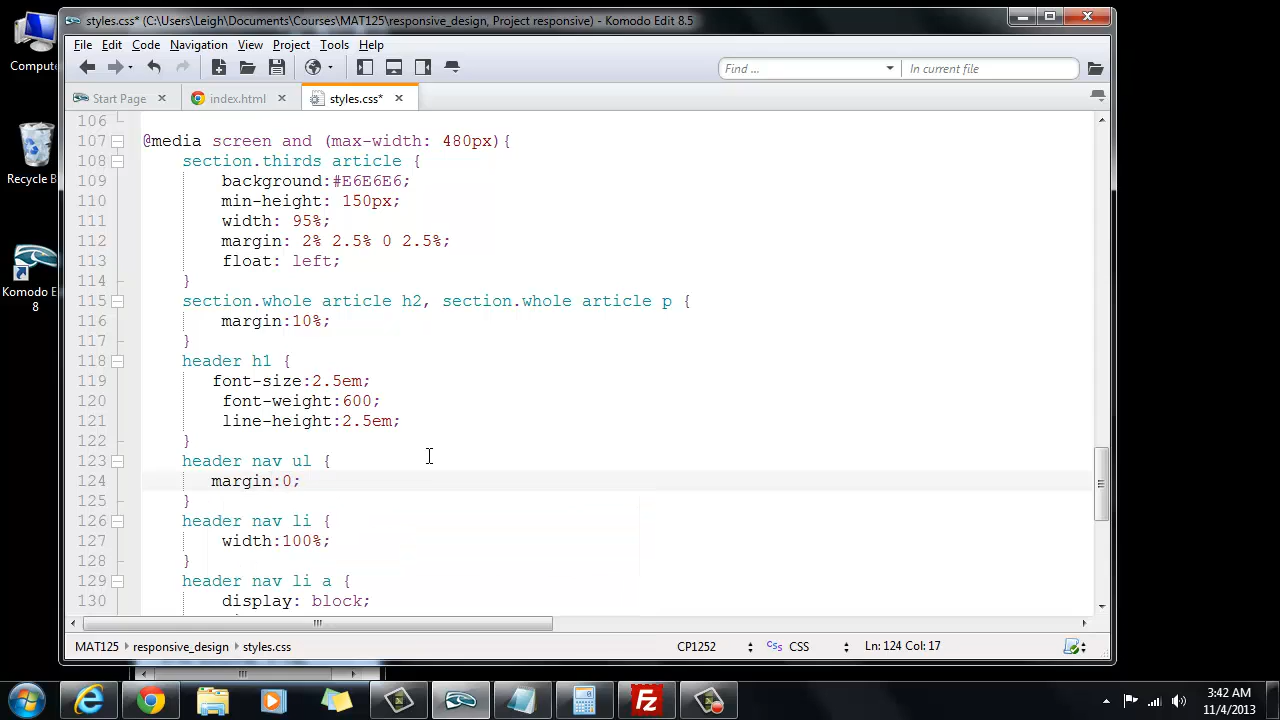 styles.css* (C:\Users\Leigh\Documents\Courses\MAT125\responsive_design, Project responsive) - Komodo Edit 8.5
Comput
File Edit Code Navigation View Project Tools Help
Find ... In current file
Start Page index.html styles.css*
106
107 @media screen and (max-width: 480px){
108 section.thirds article {
109 background:#E6E6E6;
110 min-height: 150px;
111 width: 95%;
112 margin: 2% 2.5% 0 2.5%;
113 float: left;
114 }
115 section.whole article h2, section.whole article p {
116 margin:10%;
117 }
118 header h1 {
119 font-size:2.5em;
120 font-weight:600;
121 line-height:2.5em;
122 }
123 header nav ul {
124 margin:0;
125 }
126 header nav li {
127 width:100%;
128 }
129 header nav li a {
130 display: block;
Recycle B
Komodo E
8
MAT125 responsive_design styles.css CP1252 CSS CSS Ln: 124 Col: 17
3:42 AM
11/4/2013